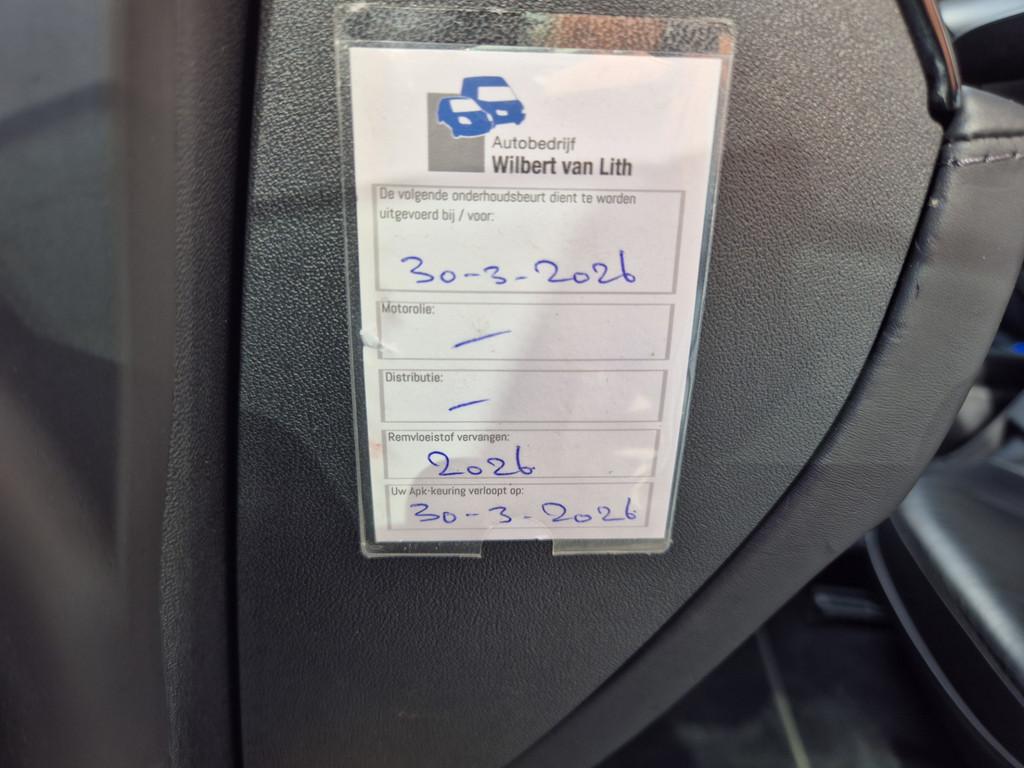 Autobedrijf
Wilbert van Lith
De volgende onderhoudsbeurt dient te worden
uitgevoerd bij / voor:
30-3-2026
Motorolie:
—
Distributie:
—
Remvloeistof vervangen:
2026
Uw Apk-keuring verloopt op:
30-3-2026